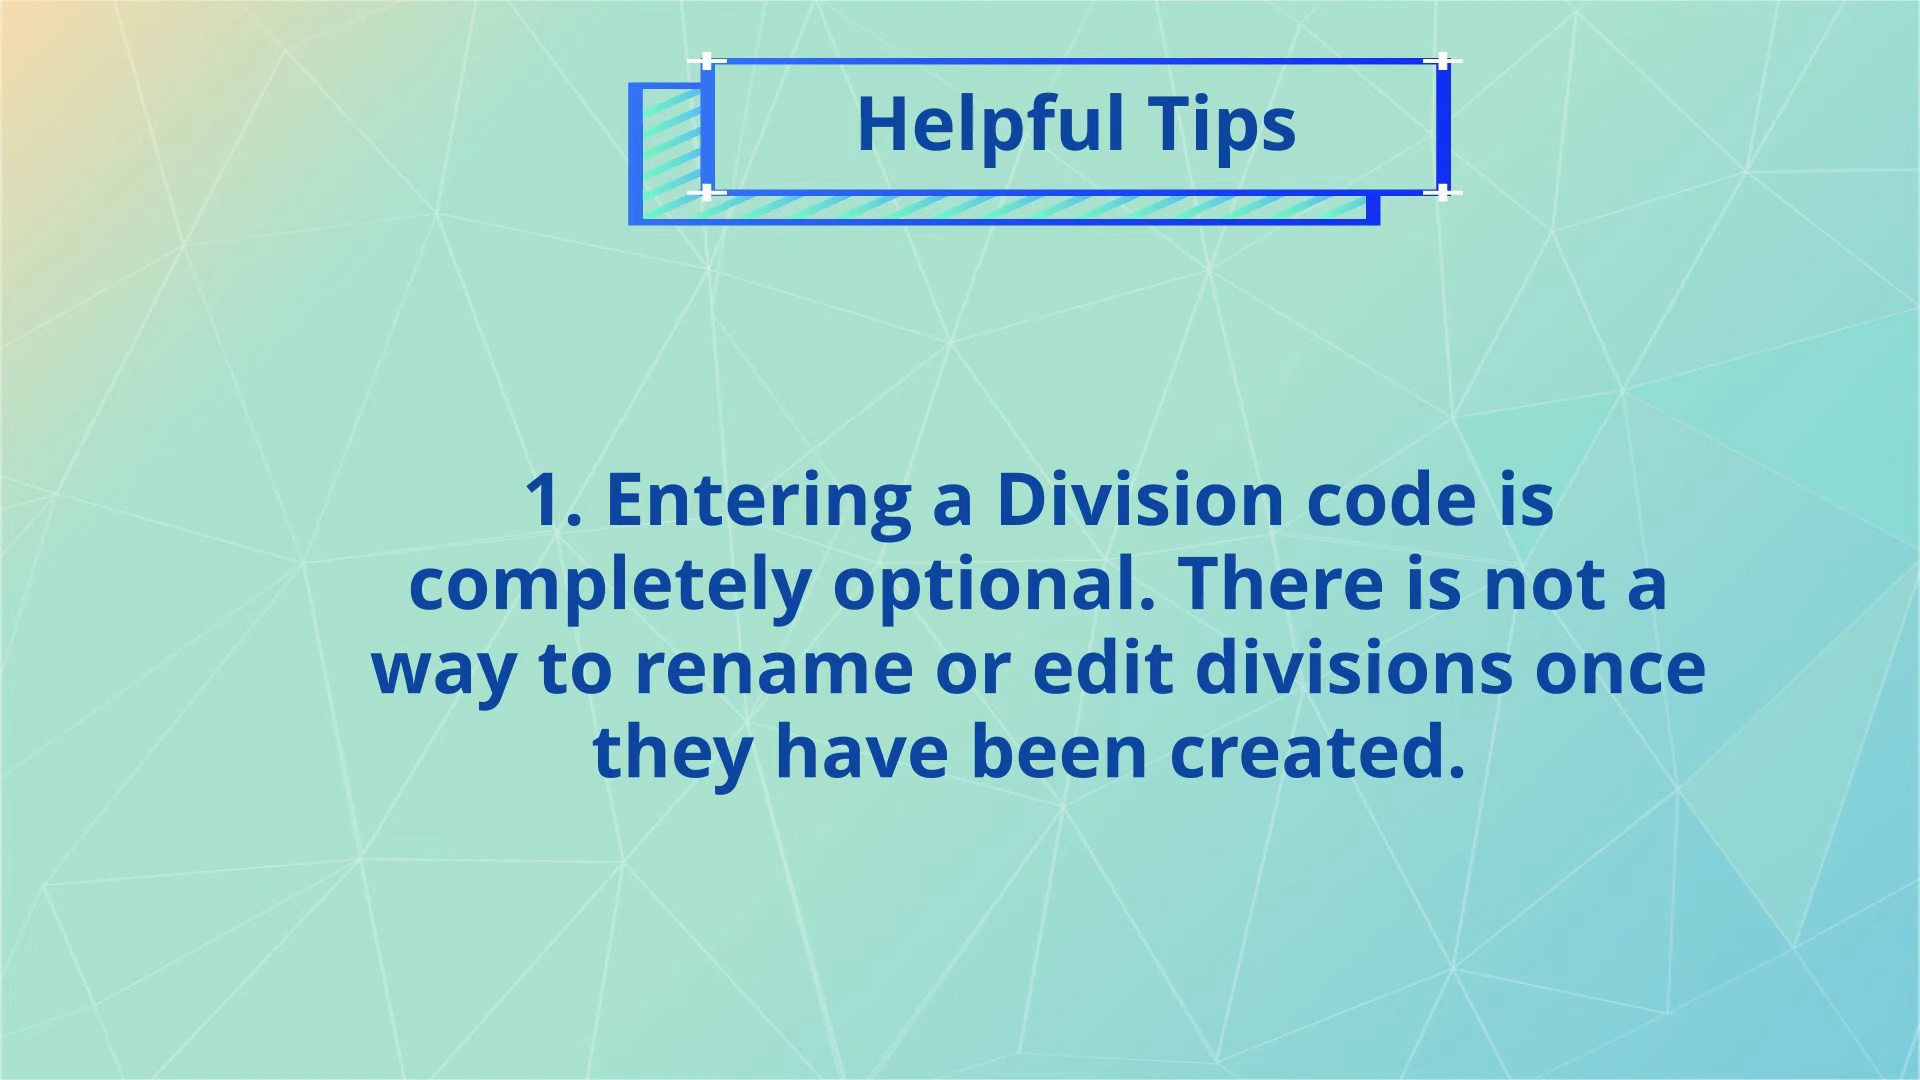 Helpful Tips
1. Entering a Division code is
completely optional. There is not a
way to rename or edit divisions once
they have been created.